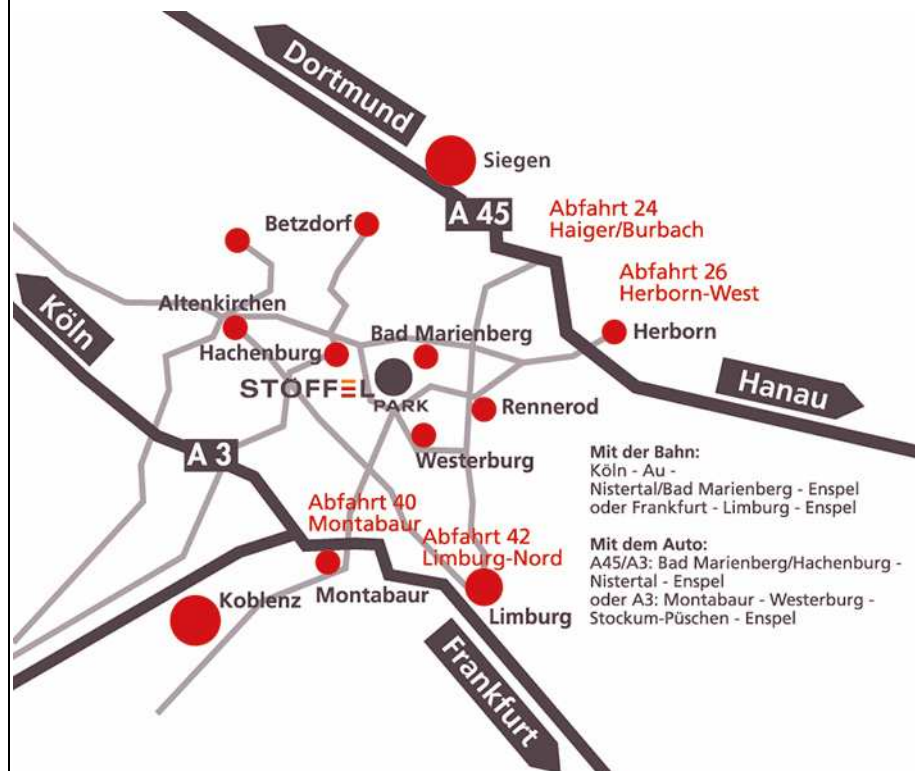 Dortmund
Siegen
A 45
Abfahrt 24
Haiger/Burbach
Betzdorf
Abfahrt 26
Herborn-West
Köln
Altenkirchen
Bad Marienberg
Herborn
Hachenburg
STÖFFEL
PARK
Hanau
Rennerod
A 3
Westerburg
Mit der Bahn:
Köln - Au -
Nistertal/Bad Marienberg - Enspel
oder Frankfurt - Limburg - Enspel
Abfahrt 40
Montabaur
Abfahrt 42
Limburg-Nord
Mit dem Auto:
A45/A3: Bad Marienberg/Hachenburg -
Nistertal - Enspel
oder A3: Montabaur - Westerburg -
Stockum-Püschen - Enspel
Koblenz
Montabaur
Limburg
Frankfurt